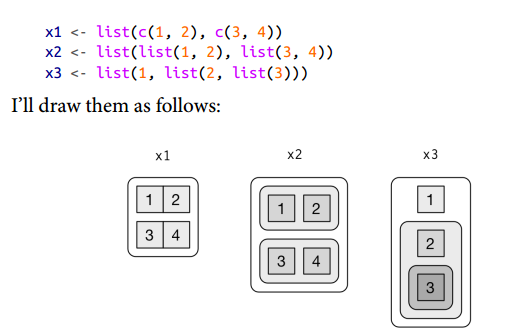 x1 <- list(c(1, 2), c(3, 4))
x2 <- list(list(1, 2), list(3, 4))
x3 <- list(1, list(2, list(3)))
I’ll draw them as follows:
x1 x2 x3
1 2
3 4
1 2
3 4
1
2
3